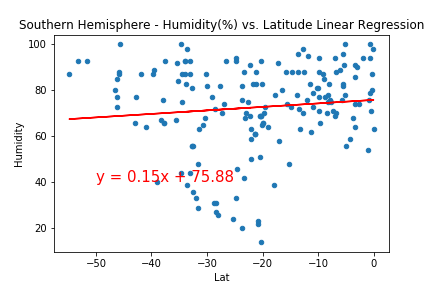 Southern Hemisphere - Humidity(%) vs. Latitude Linear Regression
100
80
60
40
20
Humidity
y = 0.15x + 75.88
−50
−40
−30
−20
−10
0
Lat